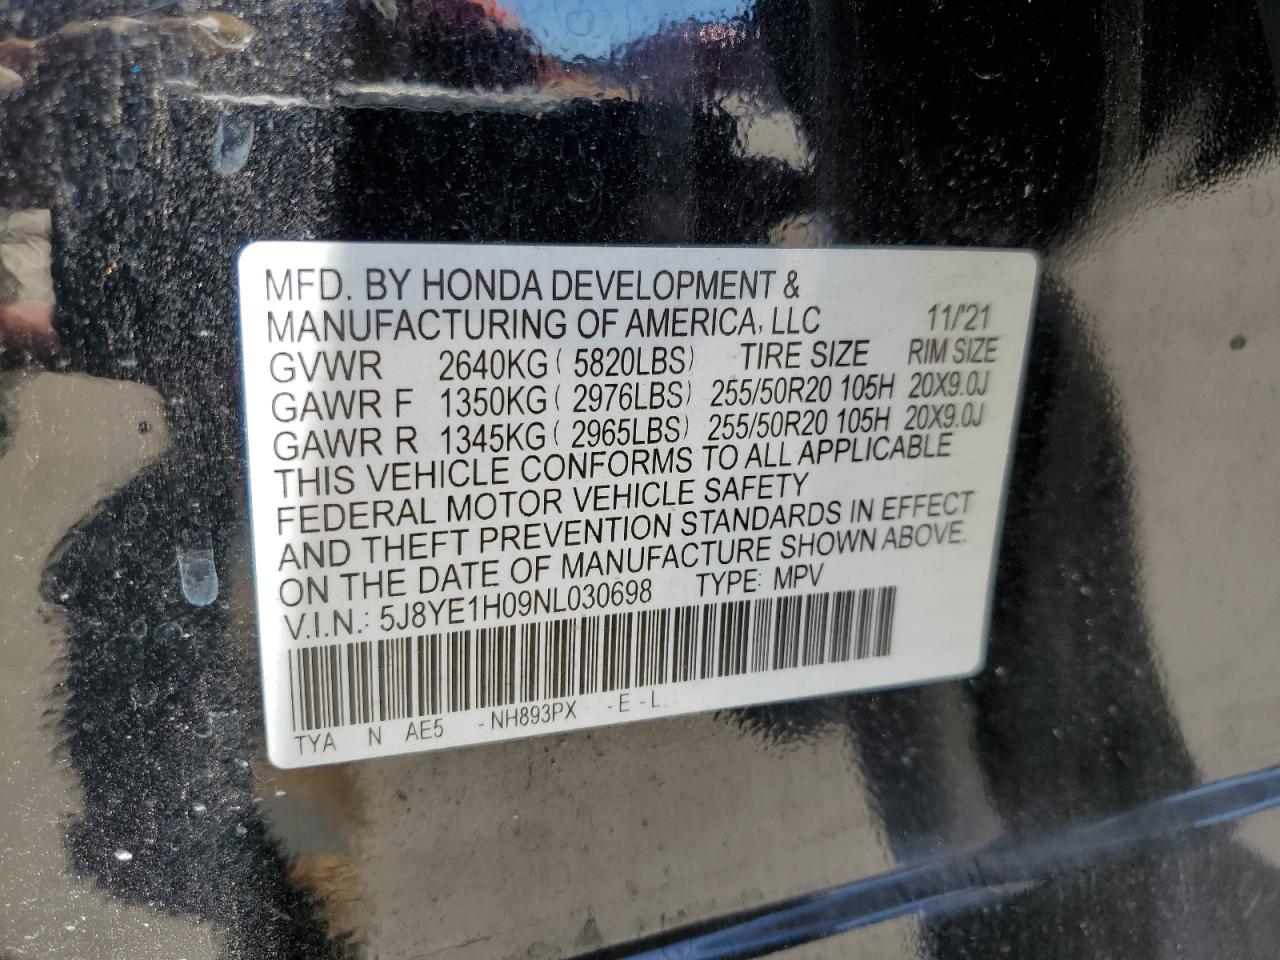 MFD. BY HONDA DEVELOPMENT &
MANUFACTURING OF AMERICA, LLC 11/'21
GVWR 2640KG ( 5820LBS) TIRE SIZE RIM SIZE
GAWR F 1350KG ( 2976LBS) 255/50R20 105H 20X9.0J
GAWR R 1345KG ( 2965LBS) 255/50R20 105H 20X9.0J
THIS VEHICLE CONFORMS TO ALL APPLICABLE
FEDERAL MOTOR VEHICLE SAFETY
AND THEFT PREVENTION STANDARDS IN EFFECT
ON THE DATE OF MANUFACTURE SHOWN ABOVE.
V.I.N.: 5J8YE1H09NL030698 TYPE: MPV
TYA N AE5 -NH893PX -E -L